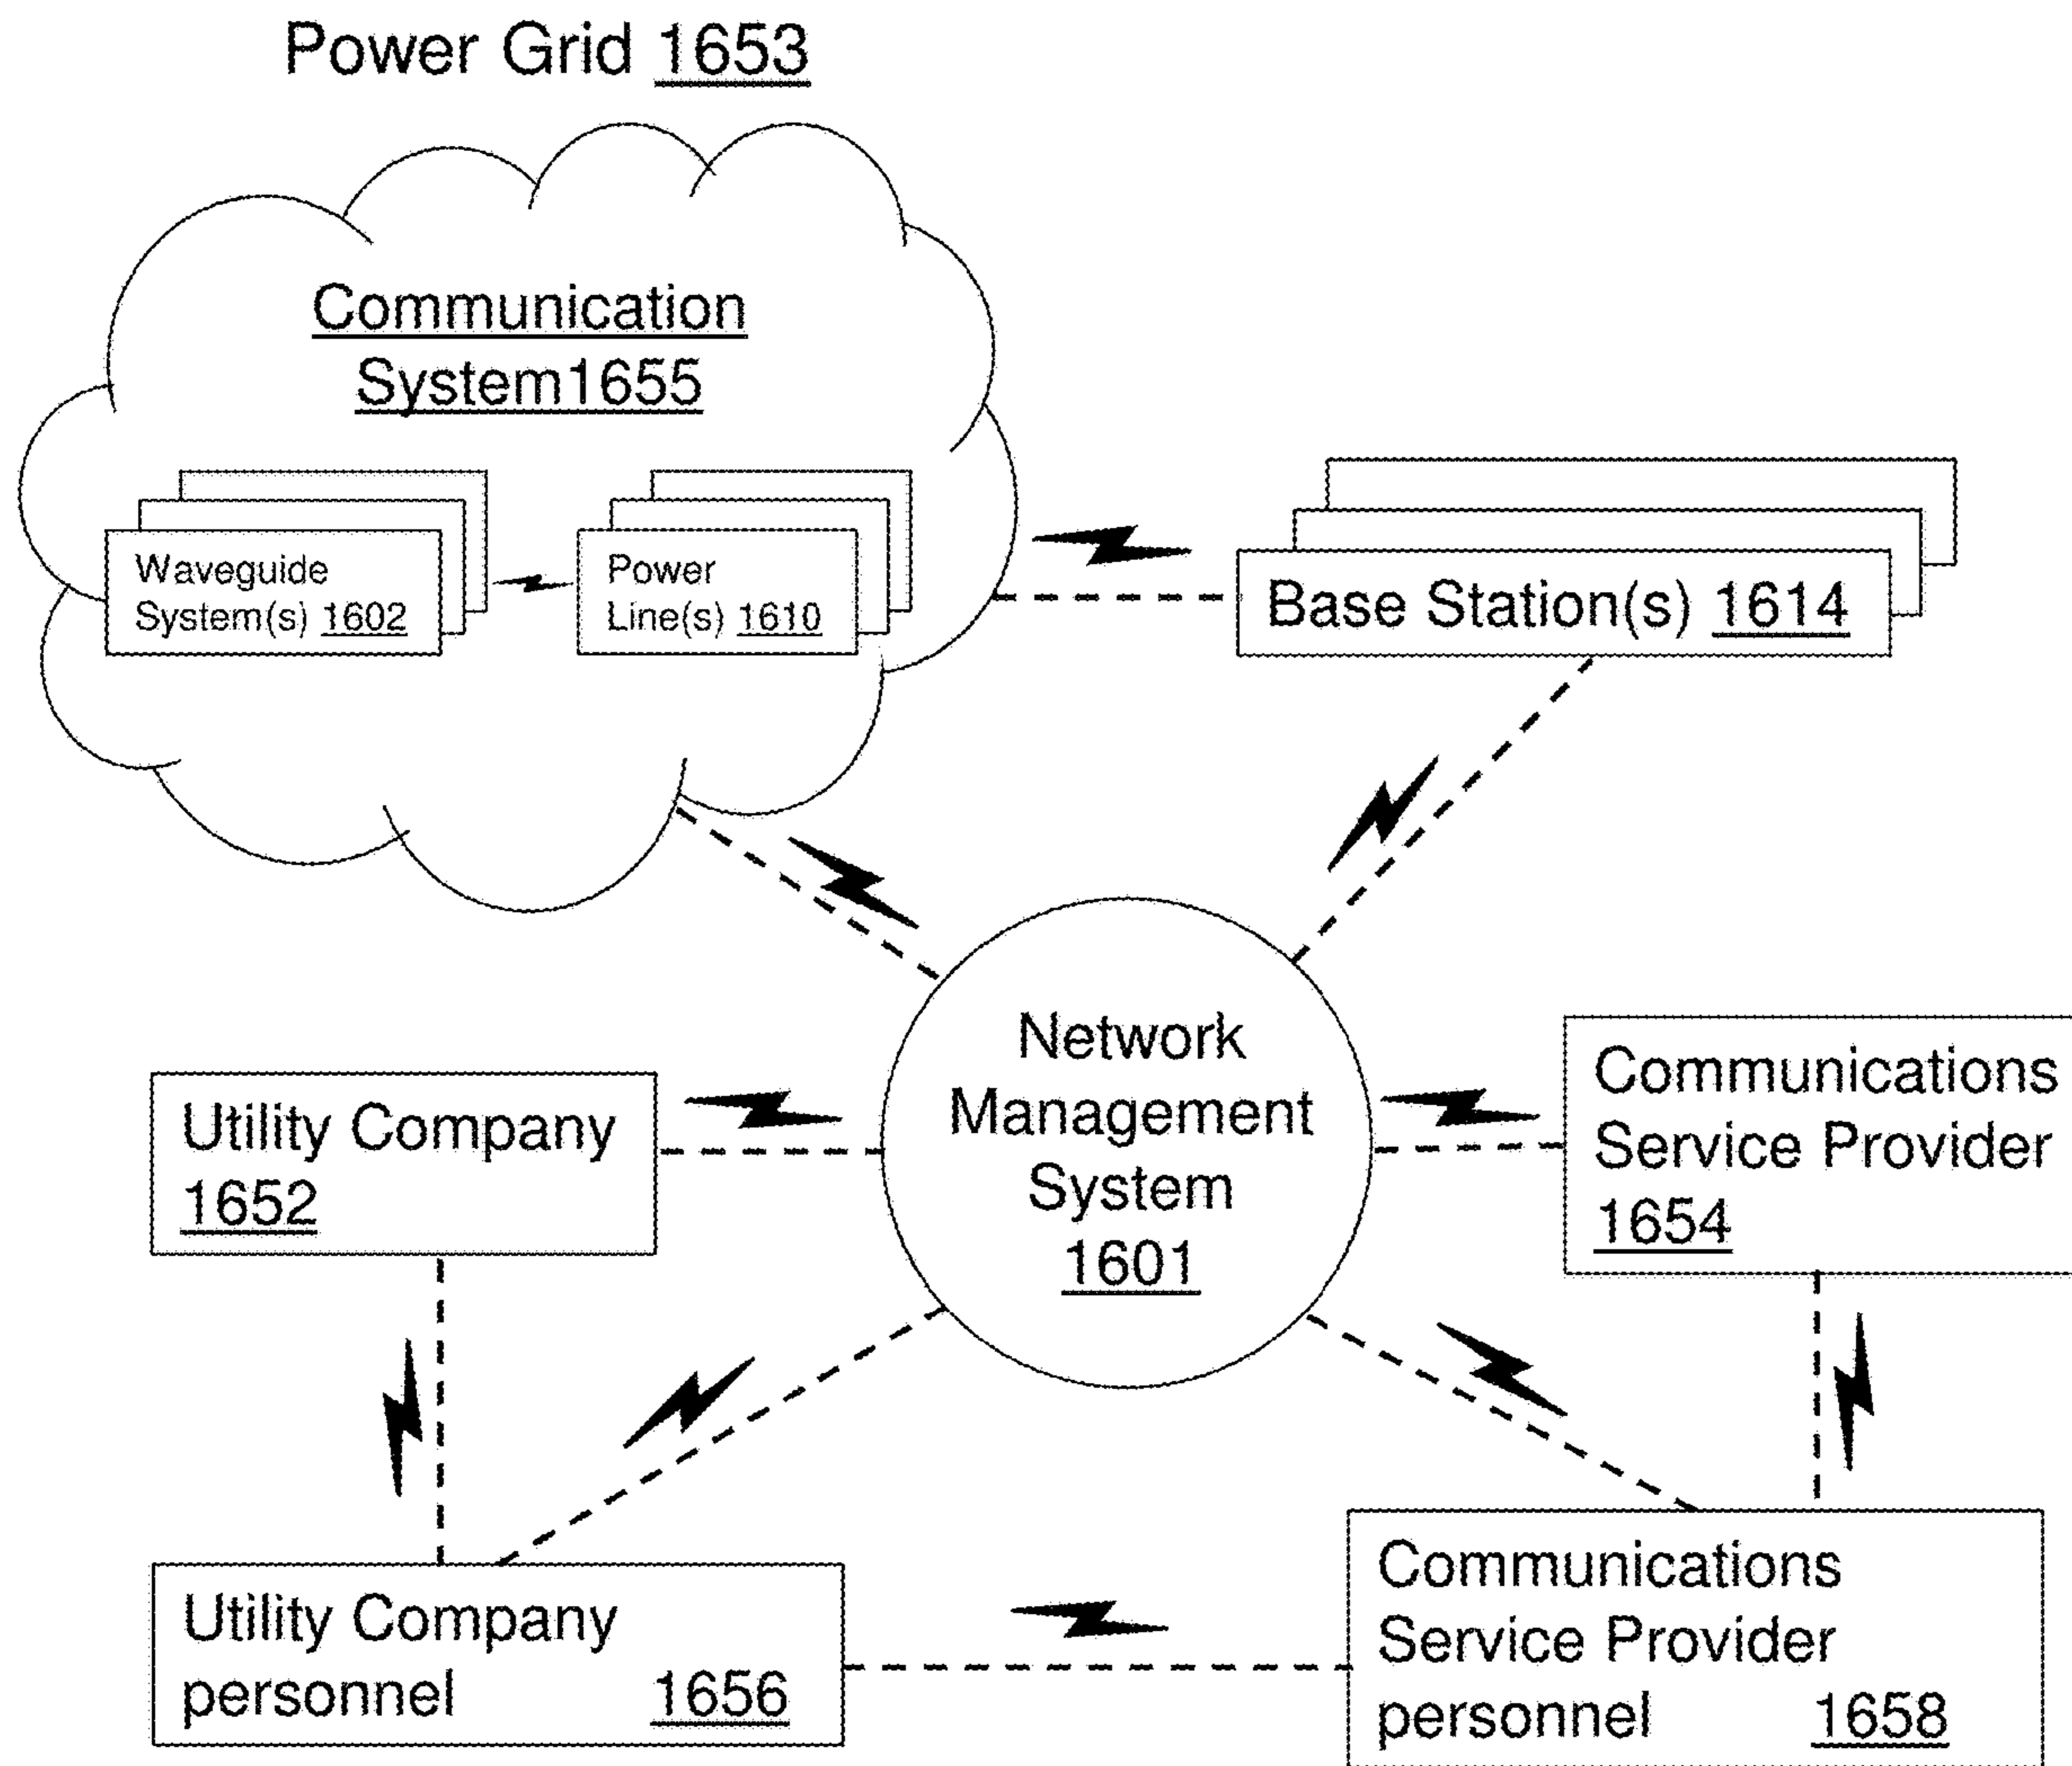 Power Grid 1653
Communication
System1655
Waveguide
System(s) 1602
Power
Line(s) 1610
Base Station(s) 1614
Network
Management
System
1601
Utility Company
1652
Communications
Service Provider
1654
Utility Company
personnel 1656
Communications
Service Provider
personnel 1658